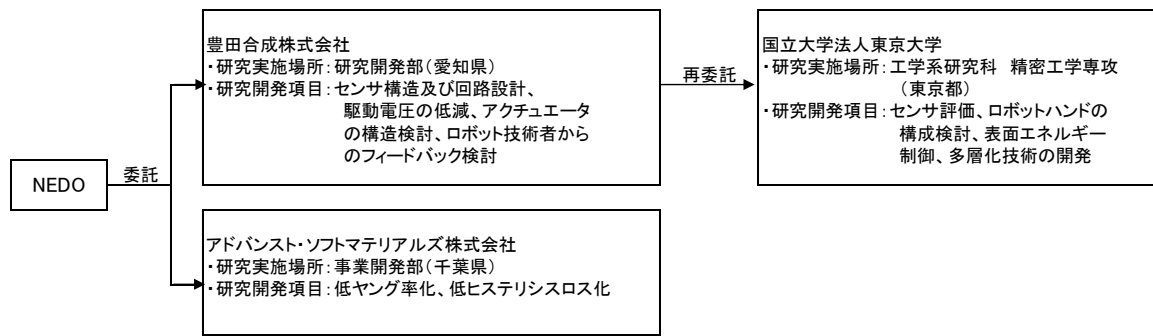 NEDO
委託
豊田合成株式会社
・研究実施場所：研究開発部（愛知県）
・研究開発項目：センサ構造及び回路設計、
駆動電圧の低減、アクチュエータ
の構造検討、ロボット技術者から
のフィードバック検討
再委託
国立大学法人東京大学
・研究実施場所：工学系研究科　精密工学専攻
（東京都）
・研究開発項目：センサ評価、ロボットハンドの
構成検討、表面エネルギー
制御、多層化技術の開発
アドバンスト・ソフトマテリアルズ株式会社
・研究実施場所：事業開発部（千葉県）
・研究開発項目：低ヤング率化、低ヒステリシスロス化